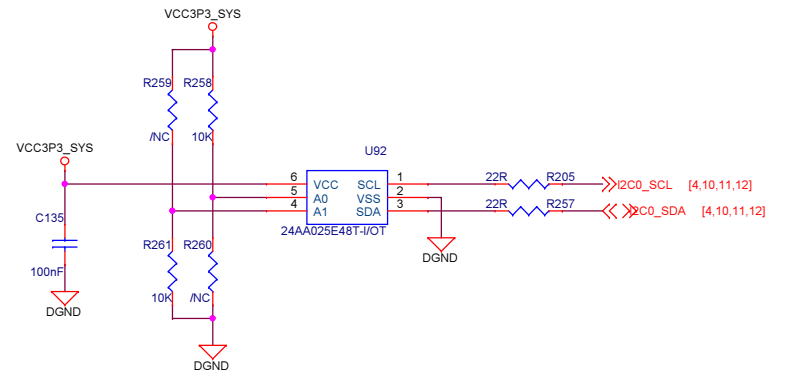 VCC3P3_SYS
R259 R258
/NC 10K
VCC3P3_SYS
U92
6 VCC SCL 1 22R R205 I2C0_SCL [4,10,11,12]
5 A0 VSS 2
4 A1 SDA 3 22R R257 I2C0_SDA [4,10,11,12]
24AA025E48T-I/OT
C135
R261 R260
DGND
100nF
10K /NC
DGND
DGND